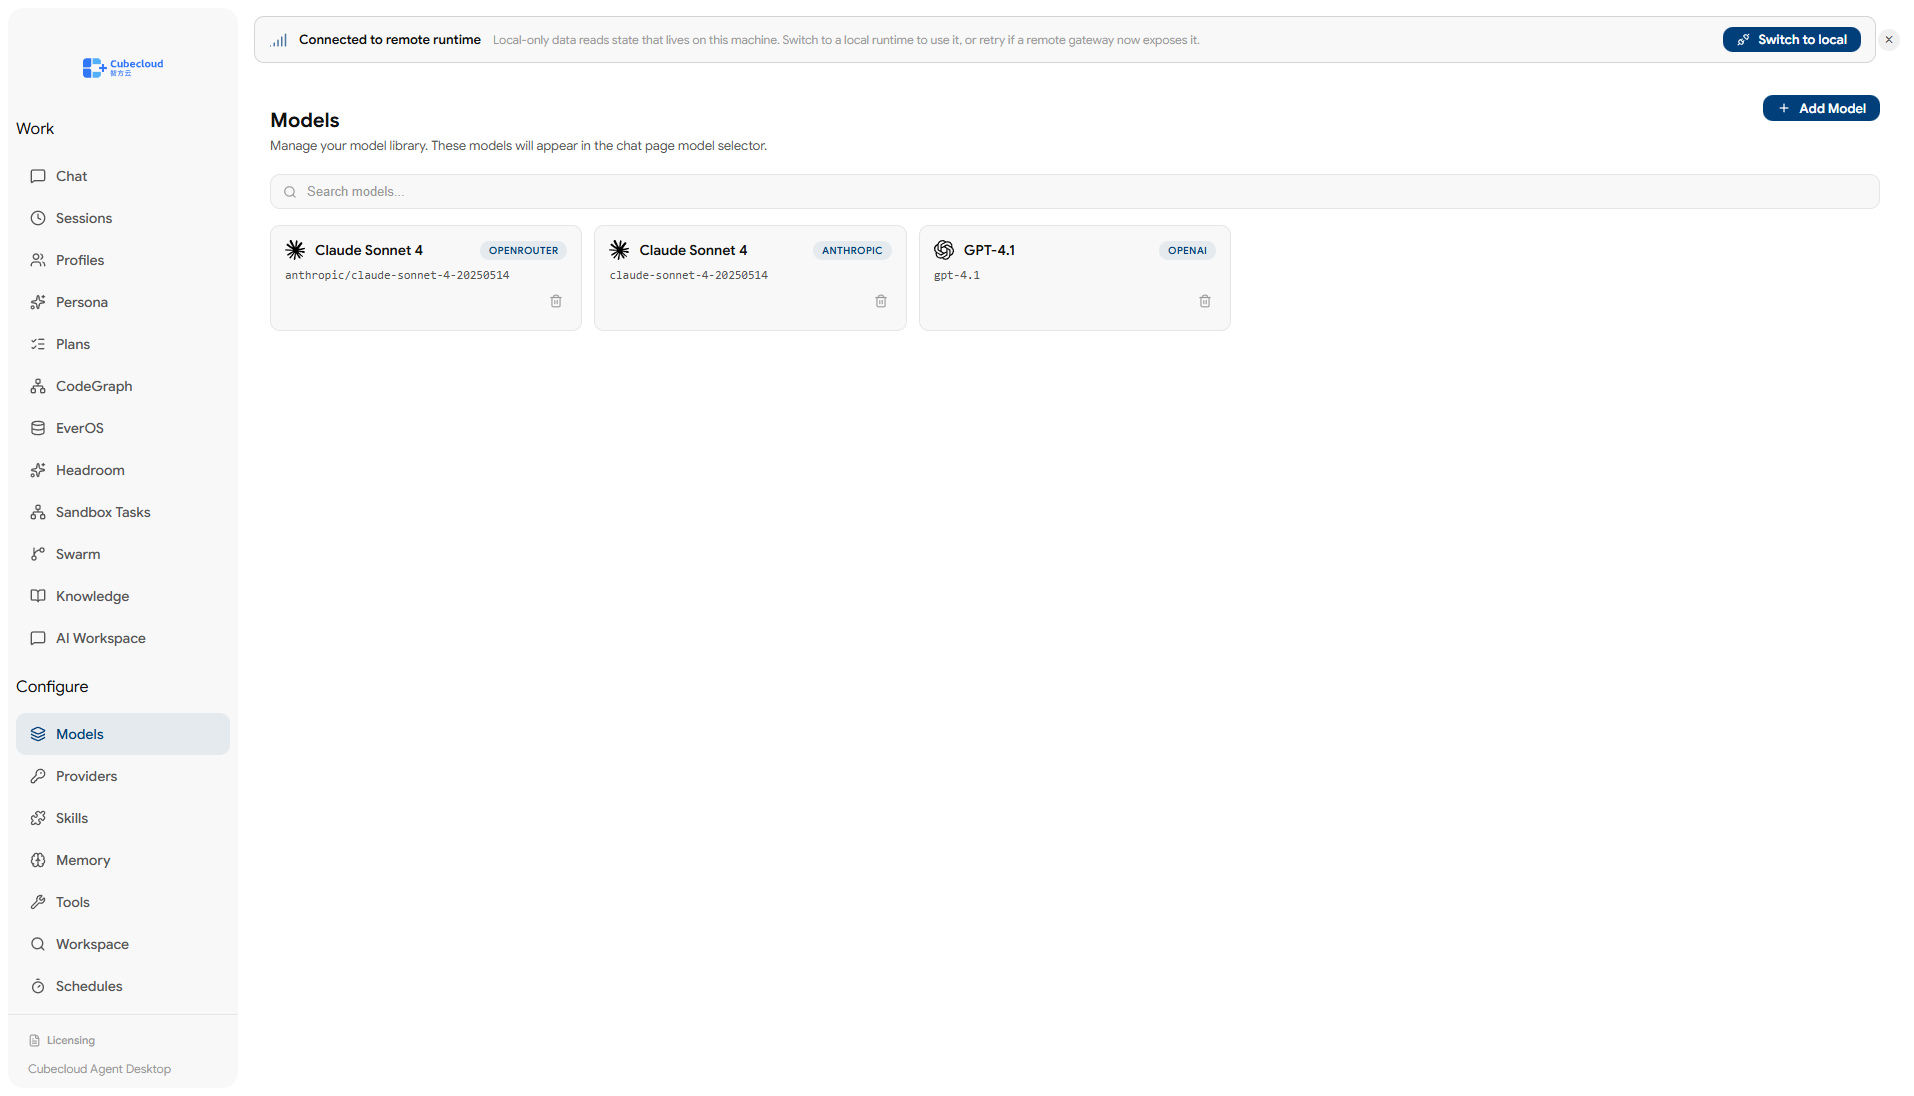 Cubecloud
智方云
Work
Chat
Sessions
Profiles
Persona
Plans
CodeGraph
EverOS
Headroom
Sandbox Tasks
Swarm
Knowledge
AI Workspace
Configure
Models
Providers
Skills
Memory
Tools
Workspace
Schedules
Licensing
Cubecloud Agent Desktop
Connected to remote runtime Local-only data reads state that lives on this machine. Switch to a local runtime to use it, or retry if a remote gateway now exposes it. Switch to local
Models
Add Model
Manage your model library. These models will appear in the chat page model selector.
Search models...
Claude Sonnet 4 OPENROUTER
anthropic/claude-sonnet-4-20250514
Claude Sonnet 4 ANTHROPIC
claude-sonnet-4-20250514
GPT-4.1 OPENAI
gpt-4.1